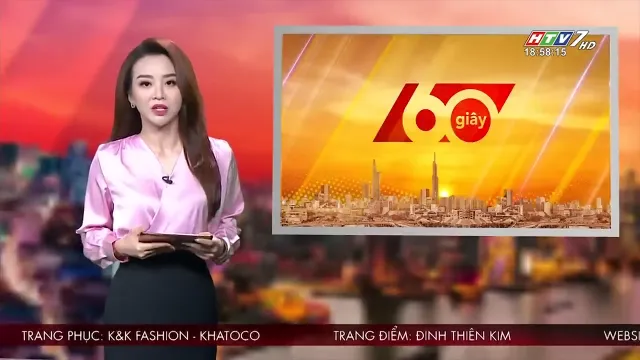 HTV7 HD
18:58:15
60 giây
TRANG PHỤC: K&K FASHION - KHATOCO TRANG ĐIỂM: ĐINH THIÊN KIM WEBSI